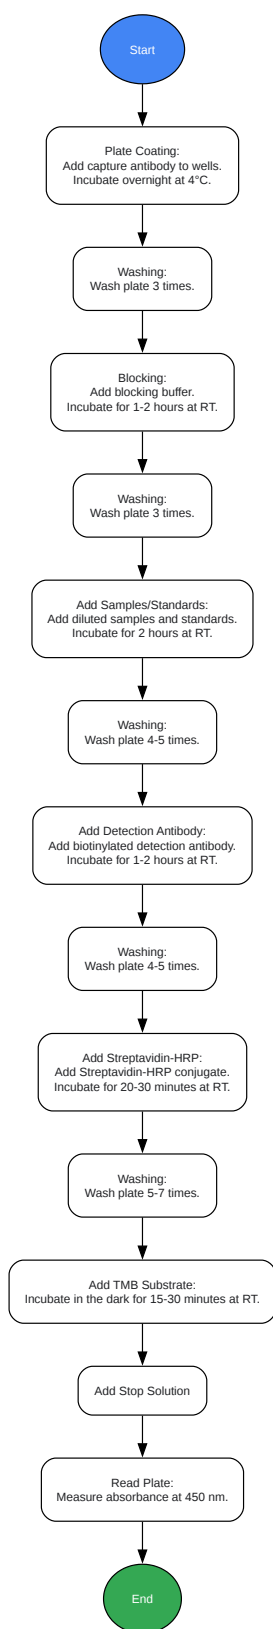 Start
Plate Coating:
Add capture antibody to wells.
Incubate overnight at 4°C.
Washing:
Wash plate 3 times.
Blocking:
Add blocking buffer.
Incubate for 1-2 hours at RT.
Washing:
Wash plate 3 times.
Add Samples/Standards:
Add diluted samples and standards.
Incubate for 2 hours at RT.
Washing:
Wash plate 4-5 times.
Add Detection Antibody:
Add biotinylated detection antibody.
Incubate for 1-2 hours at RT.
Washing:
Wash plate 4-5 times.
Add Streptavidin-HRP:
Add Streptavidin-HRP conjugate.
Incubate for 20-30 minutes at RT.
Washing:
Wash plate 5-7 times.
Add TMB Substrate:
Incubate in the dark for 15-30 minutes at RT.
Add Stop Solution
Read Plate:
Measure absorbance at 450 nm.
End